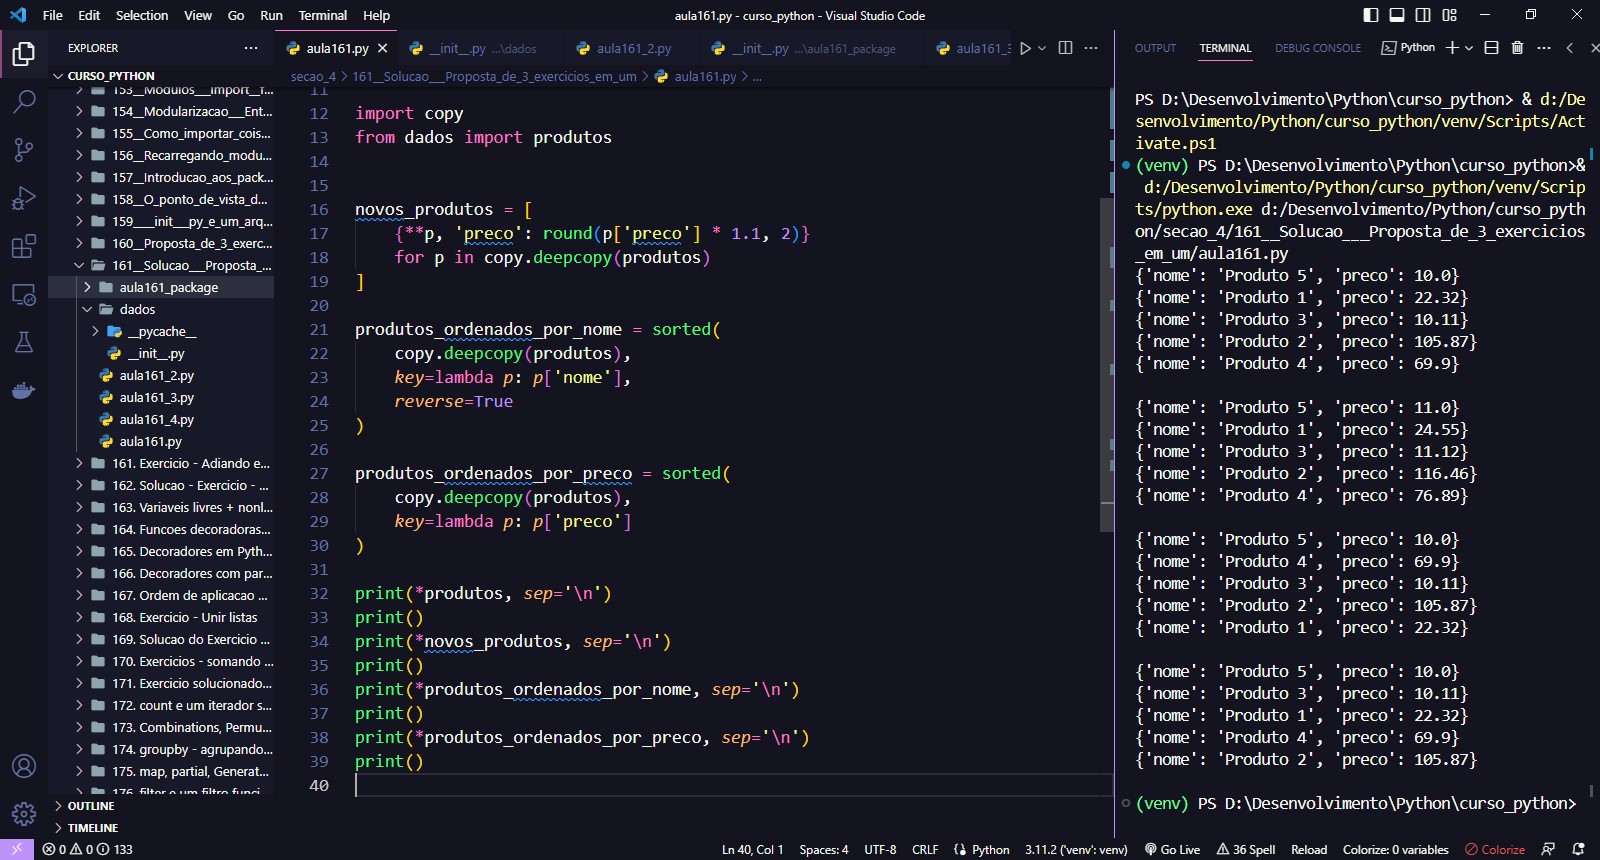 File Edit Selection View Go Run Terminal Help
aula161.py - curso_python - Visual Studio Code
EXPLORER
CURSO_PYTHON
153__Modulos___Import__f...
154__Modularizacao___Ent...
155__Como_importar_cois...
156__Recarregando_modu...
157__Introducao_aos_pack...
158__O_ponto_de_vista_d...
159____init__py_e_um_arq...
160__Proposta_de_3_exerc...
161__Solucao___Proposta_...
aula161_package
dados
__pycache__
__init__.py
aula161_2.py
aula161_3.py
aula161_4.py
aula161.py
161. Exercicio - Adiando e...
162. Solucao - Exercicio - ...
163. Variaveis livres + nonl...
164. Funcoes decoradoras...
165. Decoradores em Pyth...
166. Decoradores com par...
167. Ordem de aplicacao ...
168. Exercicio - Unir listas
169. Solucao do Exercicio ...
170. Exercicios - somando ...
171. Exercicio solucionado...
172. count e um iterador s...
173. Combinations, Permu...
174. groupby - agrupando...
175. map, partial, Generat...
176. filter e um filtro funci...
OUTLINE
TIMELINE
aula161.py __init__.py ...\dados aula161_2.py __init__.py ...\aula161_package aula161_3
secao_4 > 161__Solucao___Proposta_de_3_exercicios_em_um > aula161.py > ...
11
12 import copy
13 from dados import produtos
14
15
16 novos_produtos = [
17 {**p, 'preco': round(p['preco'] * 1.1, 2)}
18 for p in copy.deepcopy(produtos)
19 ]
20
21 produtos_ordenados_por_nome = sorted(
22 copy.deepcopy(produtos),
23 key=lambda p: p['nome'],
24 reverse=True
25 )
26
27 produtos_ordenados_por_preco = sorted(
28 copy.deepcopy(produtos),
29 key=lambda p: p['preco']
30 )
31
32 print(*produtos, sep='\n')
33 print()
34 print(*novos_produtos, sep='\n')
35 print()
36 print(*produtos_ordenados_por_nome, sep='\n')
37 print()
38 print(*produtos_ordenados_por_preco, sep='\n')
39 print()
40
OUTPUT TERMINAL DEBUG CONSOLE Python
PS D:\Desenvolvimento\Python\curso_python> & d:/De
senvolvimento/Python/curso_python/venv/Scripts/Act
ivate.ps1
(venv) PS D:\Desenvolvimento\Python\curso_python>&
d:/Desenvolvimento/Python/curso_python/venv/Scrip
ts/python.exe d:/Desenvolvimento/Python/curso_pyth
on/secao_4/161__Solucao___Proposta_de_3_exercicios
_em_um/aula161.py
{'nome': 'Produto 5', 'preco': 10.0}
{'nome': 'Produto 1', 'preco': 22.32}
{'nome': 'Produto 3', 'preco': 10.11}
{'nome': 'Produto 2', 'preco': 105.87}
{'nome': 'Produto 4', 'preco': 69.9}
{'nome': 'Produto 5', 'preco': 11.0}
{'nome': 'Produto 1', 'preco': 24.55}
{'nome': 'Produto 3', 'preco': 11.12}
{'nome': 'Produto 2', 'preco': 116.46}
{'nome': 'Produto 4', 'preco': 76.89}
{'nome': 'Produto 5', 'preco': 10.0}
{'nome': 'Produto 4', 'preco': 69.9}
{'nome': 'Produto 3', 'preco': 10.11}
{'nome': 'Produto 2', 'preco': 105.87}
{'nome': 'Produto 1', 'preco': 22.32}
{'nome': 'Produto 5', 'preco': 10.0}
{'nome': 'Produto 3', 'preco': 10.11}
{'nome': 'Produto 1', 'preco': 22.32}
{'nome': 'Produto 4', 'preco': 69.9}
{'nome': 'Produto 2', 'preco': 105.87}
(venv) PS D:\Desenvolvimento\Python\curso_python>
0 0 133
Ln 40, Col 1 Spaces: 4 UTF-8 CRLF Python 3.11.2 ('venv': venv) Go Live 36 Spell Reload Colorize: 0 variables Colorize